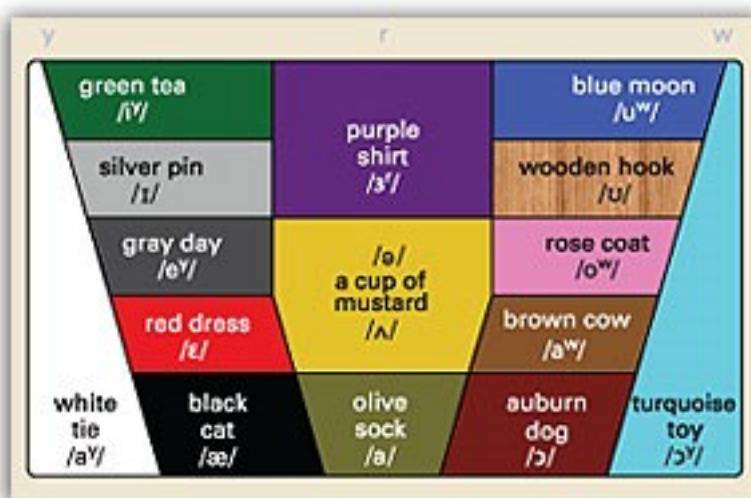 y r w
green tea
/iʸ/
purple
shirt
/ɝʳ/
blue moon
/uʷ/
silver pin
/ɪ/
wooden hook
/ʊ/
gray day
/eʸ/
/ə/
a cup of
mustard
/ʌ/
rose coat
/oʷ/
red dress
/ɛ/
brown cow
/aʷ/
white
tie
/aʸ/
black
cat
/æ/
olive
sock
/a/
auburn
dog
/ɔ/
turquoise
toy
/ɔʸ/